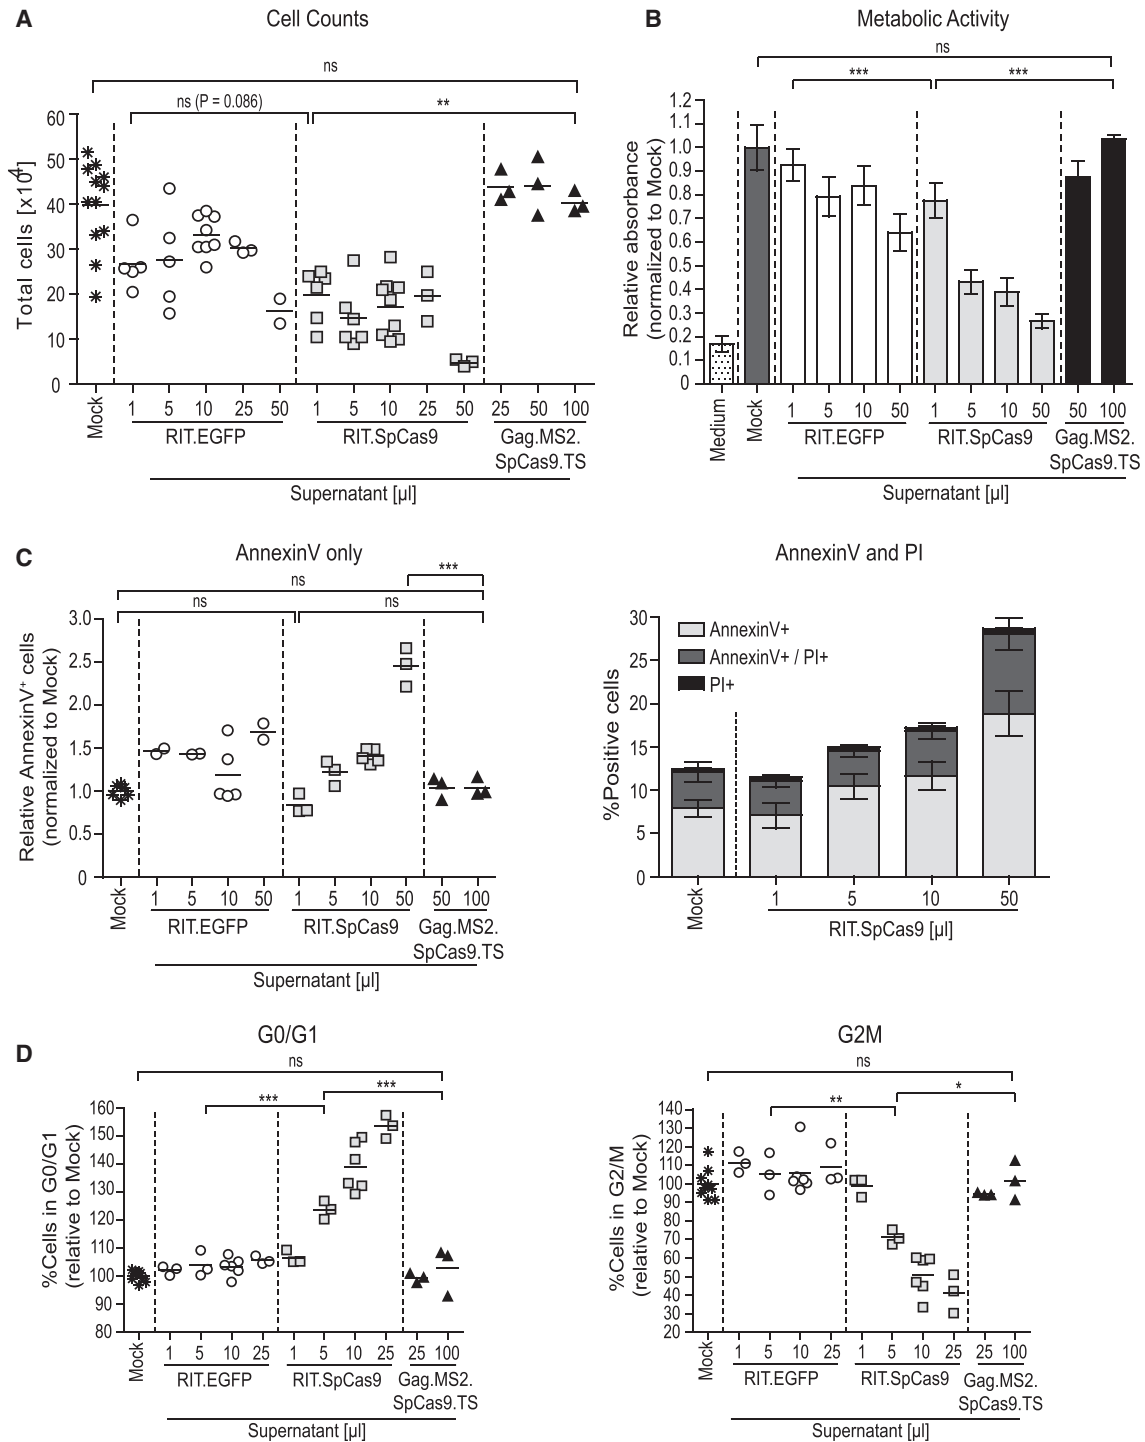 A
Cell Counts
ns
ns (P = 0.086)
**
Total cells [x10⁴]
60
50
40
30
20
10
0
Mock
1 5 10 25 50
1 5 10 25 50
25 50 100
RIT.EGFP
RIT.SpCas9
Gag.MS2.
SpCas9.TS
Supernatant [µl]
B
Metabolic Activity
ns
***
***
Relative absorbance
(normalized to Mock)
1.2
1.1
1.0
0.9
0.8
0.7
0.6
0.5
0.4
0.3
0.2
0.1
0
Medium
Mock
1 5 10 50
1 5 10 50
50 100
RIT.EGFP
RIT.SpCas9
Gag.MS2.
SpCas9.TS
Supernatant [µl]
C
AnnexinV only
***
ns
ns
ns
Relative AnnexinV⁺ cells
(normalized to Mock)
3.0
2.5
2.0
1.5
1.0
0.5
0
Mock
1 5 10 50
1 5 10 50
50 100
RIT.EGFP
RIT.SpCas9
Gag.MS2.
SpCas9.TS
Supernatant [µl]
AnnexinV and PI
AnnexinV+
AnnexinV+ / PI+
PI+
%Positive cells
30
25
20
15
10
5
0
Mock
1 5 10 50
RIT.SpCas9 [µl]
D
G0/G1
ns
***
***
%Cells in G0/G1
(relative to Mock)
160
150
140
130
120
110
100
90
80
Mock
1 5 10 25
1 5 10 25
25 100
RIT.EGFP
RIT.SpCas9
Gag.MS2.
SpCas9.TS
Supernatant [µl]
G2M
ns
**
*
%Cells in G2/M
(relative to Mock)
140
130
120
110
100
90
80
70
60
50
40
30
20
Mock
1 5 10 25
1 5 10 25
25 100
RIT.EGFP
RIT.SpCas9
Gag.MS2.
SpCas9.TS
Supernatant [µl]